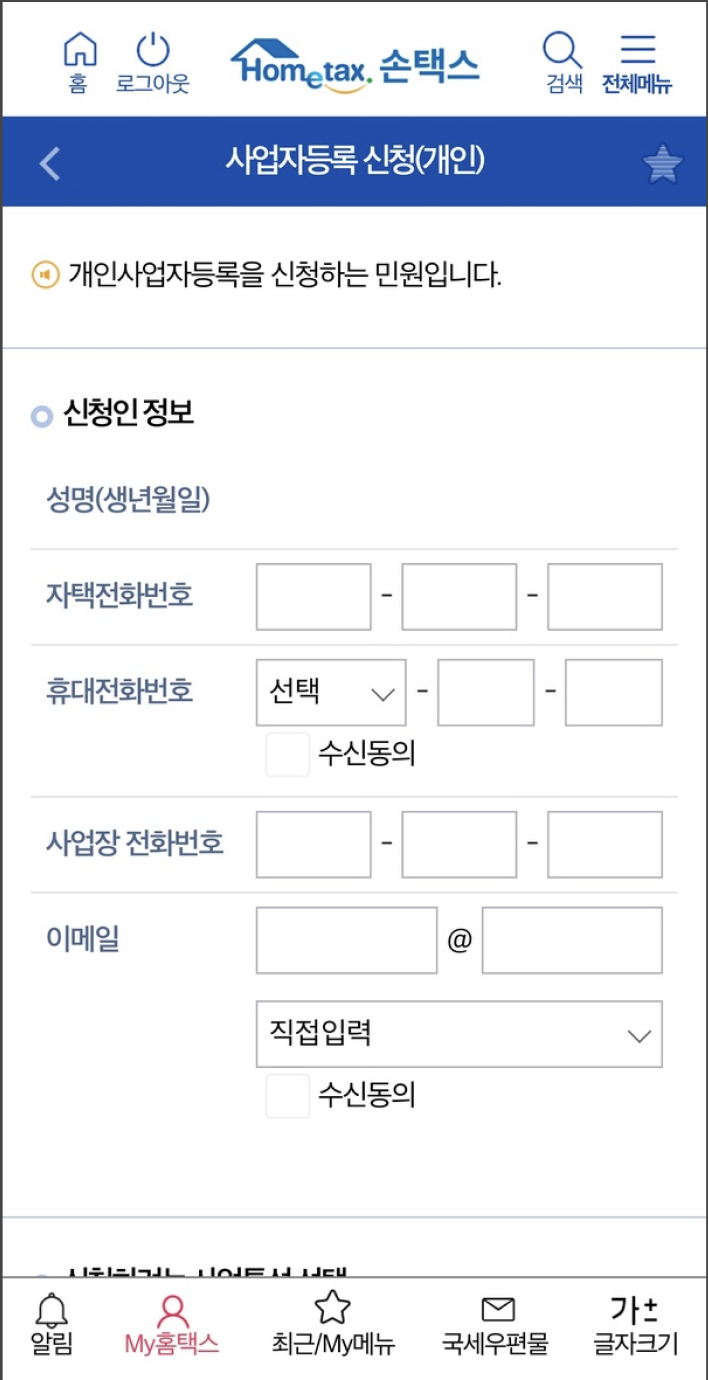 홈 로그아웃 Hometax. 손택스 검색 전체메뉴
사업자등록 신청(개인)
개인사업자등록을 신청하는 민원입니다.
신청인 정보
성명(생년월일)
자택전화번호 - -
휴대전화번호 선택 - -
수신동의
사업장 전화번호 - -
이메일 @
직접입력
수신동의
알림 My홈택스 최근/My메뉴 국세우편물 가± 글자크기